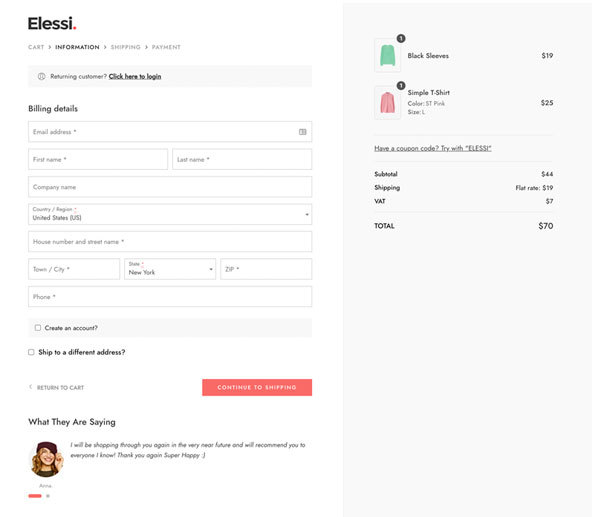 Elessi.
CART > INFORMATION > SHIPPING > PAYMENT
Returning customer? Click here to login
Billing details
Email address *
First name *
Last name *
Company name
Country / Region *
United States (US)
House number and street name *
Town / City *
State *
New York
ZIP *
Phone *
Create an account?
Ship to a different address?
< RETURN TO CART
CONTINUE TO SHIPPING
What They Are Saying
I will be shopping through you again in the very near future and will recommend you to
everyone I know! Thank you again Super Happy :)
Anna.
1
Black Sleeves $19
1
Simple T-Shirt
Color: ST Pink
Size: L
$25
Have a coupon code? Try with "ELESSI"
Subtotal $44
Shipping Flat rate: $19
VAT $7
TOTAL $70